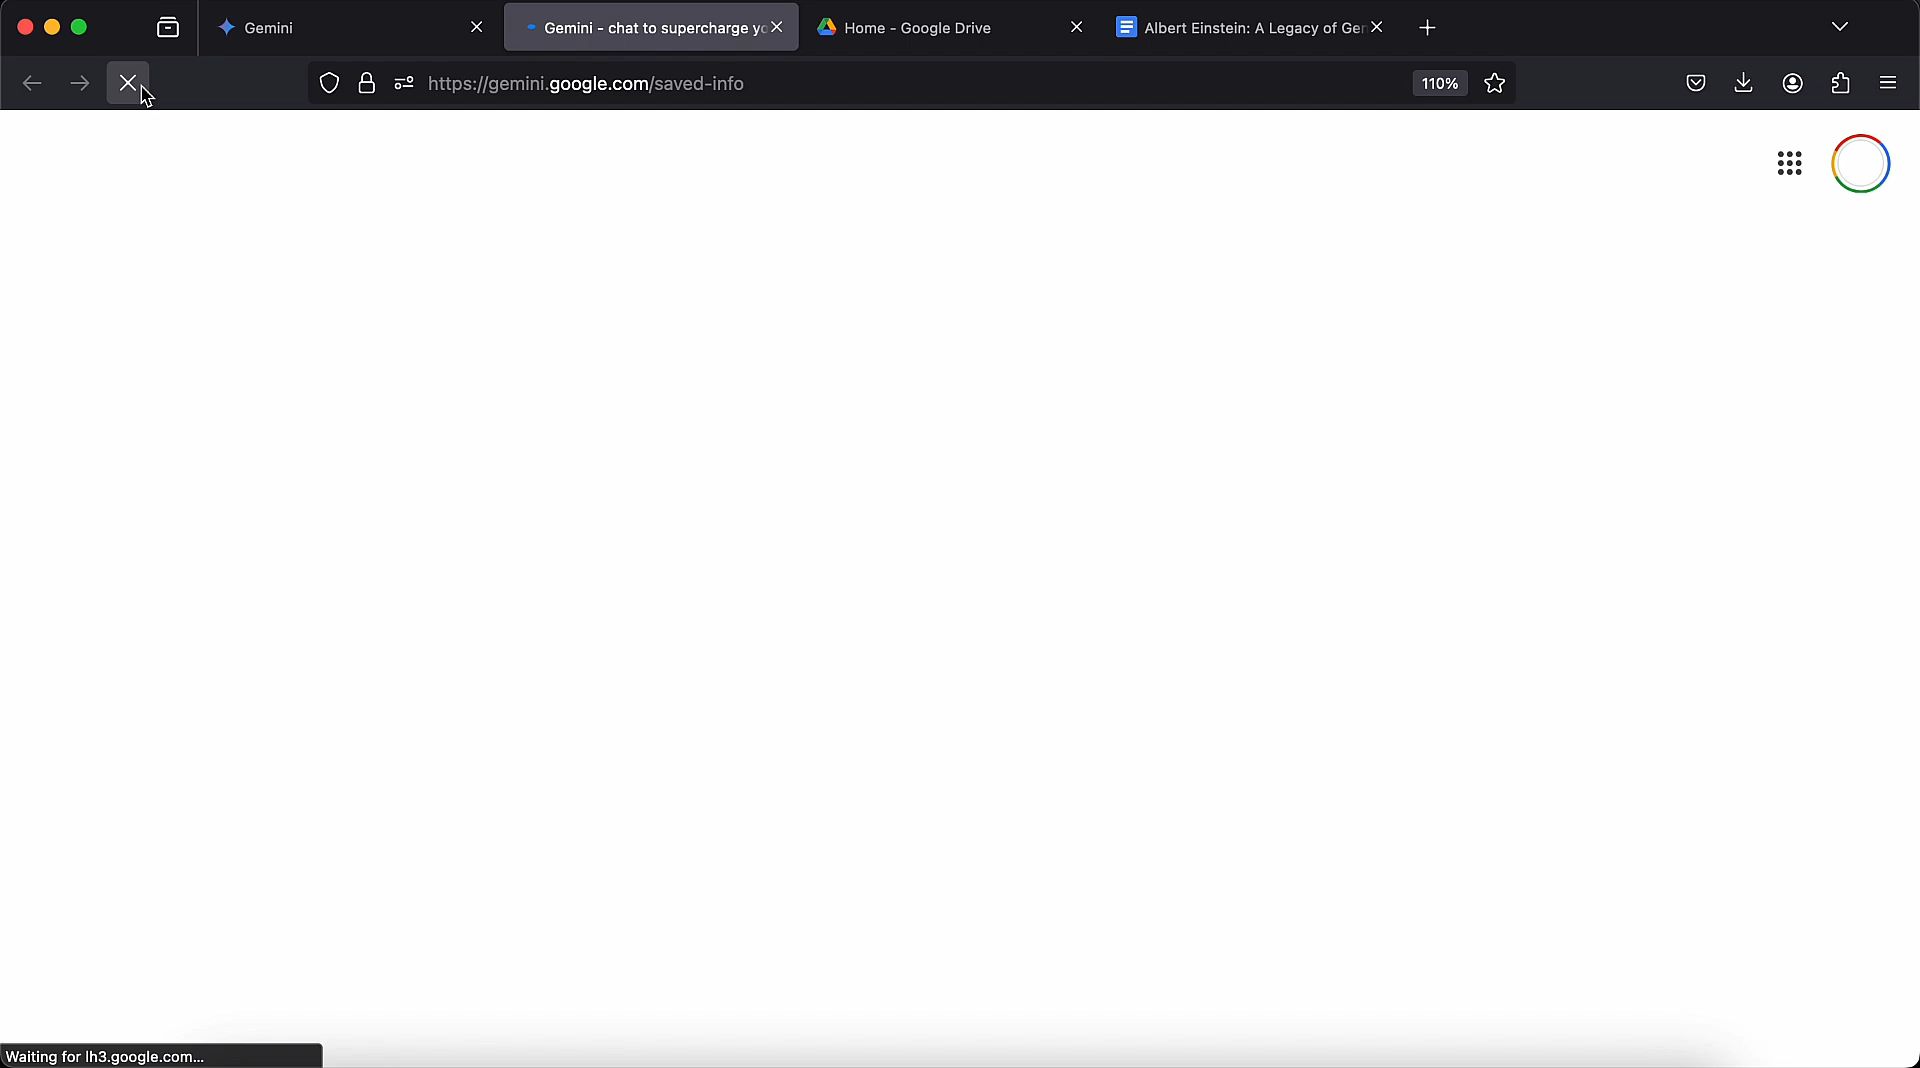 Gemini
Gemini - chat to supercharge yo
Home - Google Drive
Albert Einstein: A Legacy of Ger
https://gemini.google.com/saved-info
110%
Waiting for lh3.google.com...